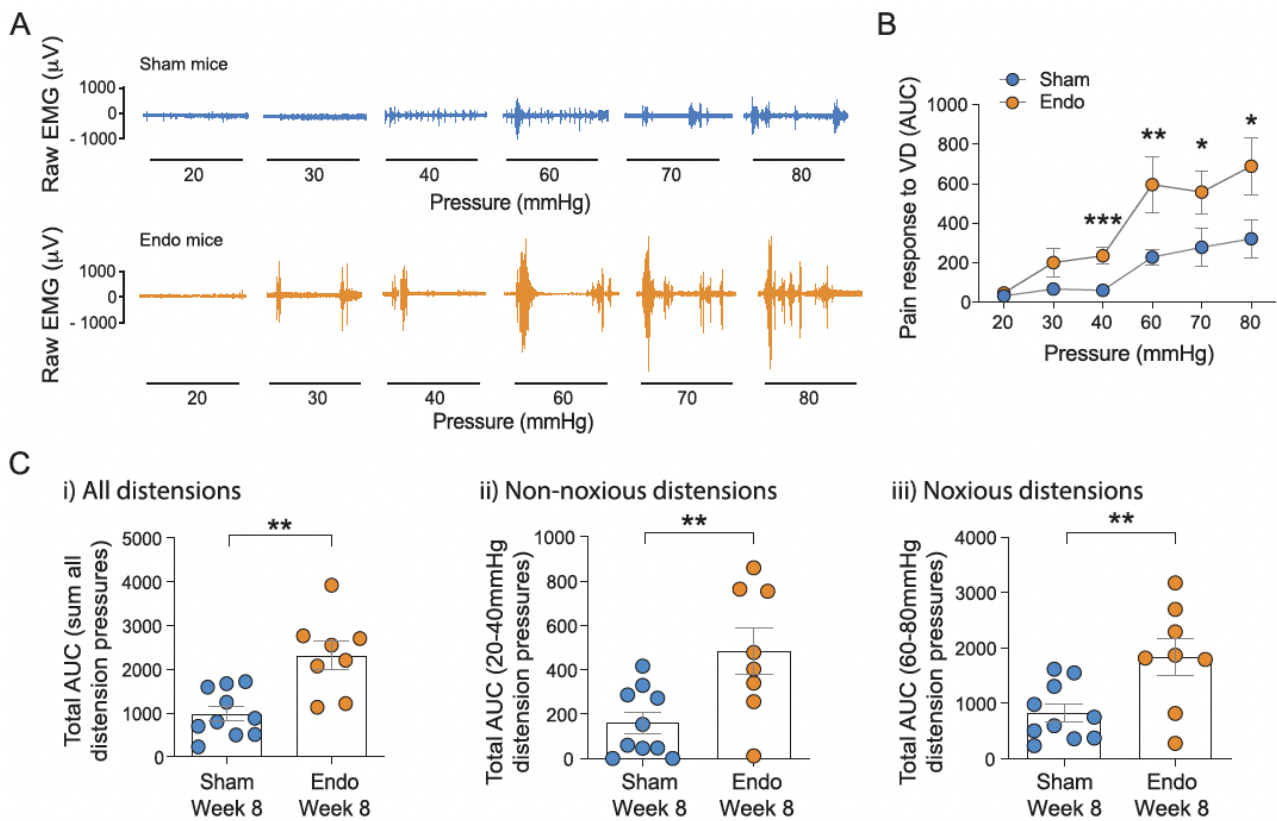 A
Raw EMG (μV)
Sham mice
1000
0
- 1000
20 30 40 60 70 80
Pressure (mmHg)
Raw EMG (μV)
Endo mice
1000
0
- 1000
20 30 40 60 70 80
Pressure (mmHg)
B
Sham
Endo
Pain response to VD (AUC)
1000
800
600
400
200
0
***
**
*
*
20 30 40 60 70 80
Pressure (mmHg)
C
i) All distensions
Total AUC (sum all
distension pressures)
5000
4000
3000
2000
1000
0
**
Sham Endo
Week 8 Week 8
ii) Non-noxious distensions
Total AUC (20-40mmHg
distension pressures)
1000
800
600
400
200
0
**
Sham Endo
Week 8 Week 8
iii) Noxious distensions
Total AUC (60-80mmHg
distension pressures)
4000
3000
2000
1000
0
**
Sham Endo
Week 8 Week 8